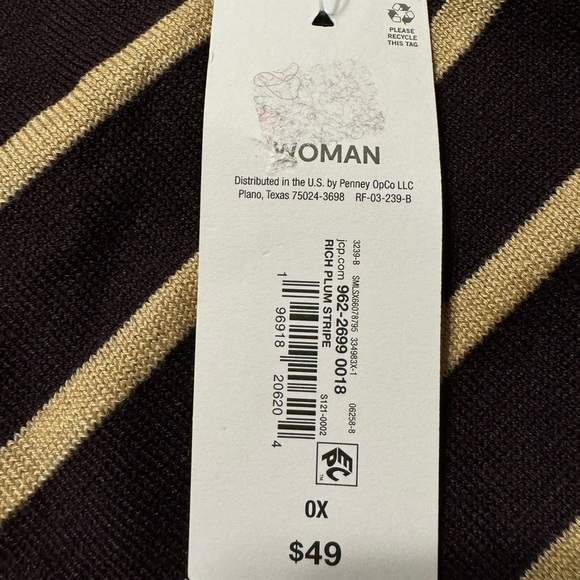 PLEASE
RECYCLE
THIS TAG
WOMAN
Distributed in the U.S. by Penney OpCo LLC
Plano, Texas 75024-3698 RF-03-239-B
3239-B SMLSX66078795 334983X-1
jcp.com 962-2699 0018 06258-8
RICH PLUM STRIPE
S121-0002
1 96918 20620 4
0X
$49